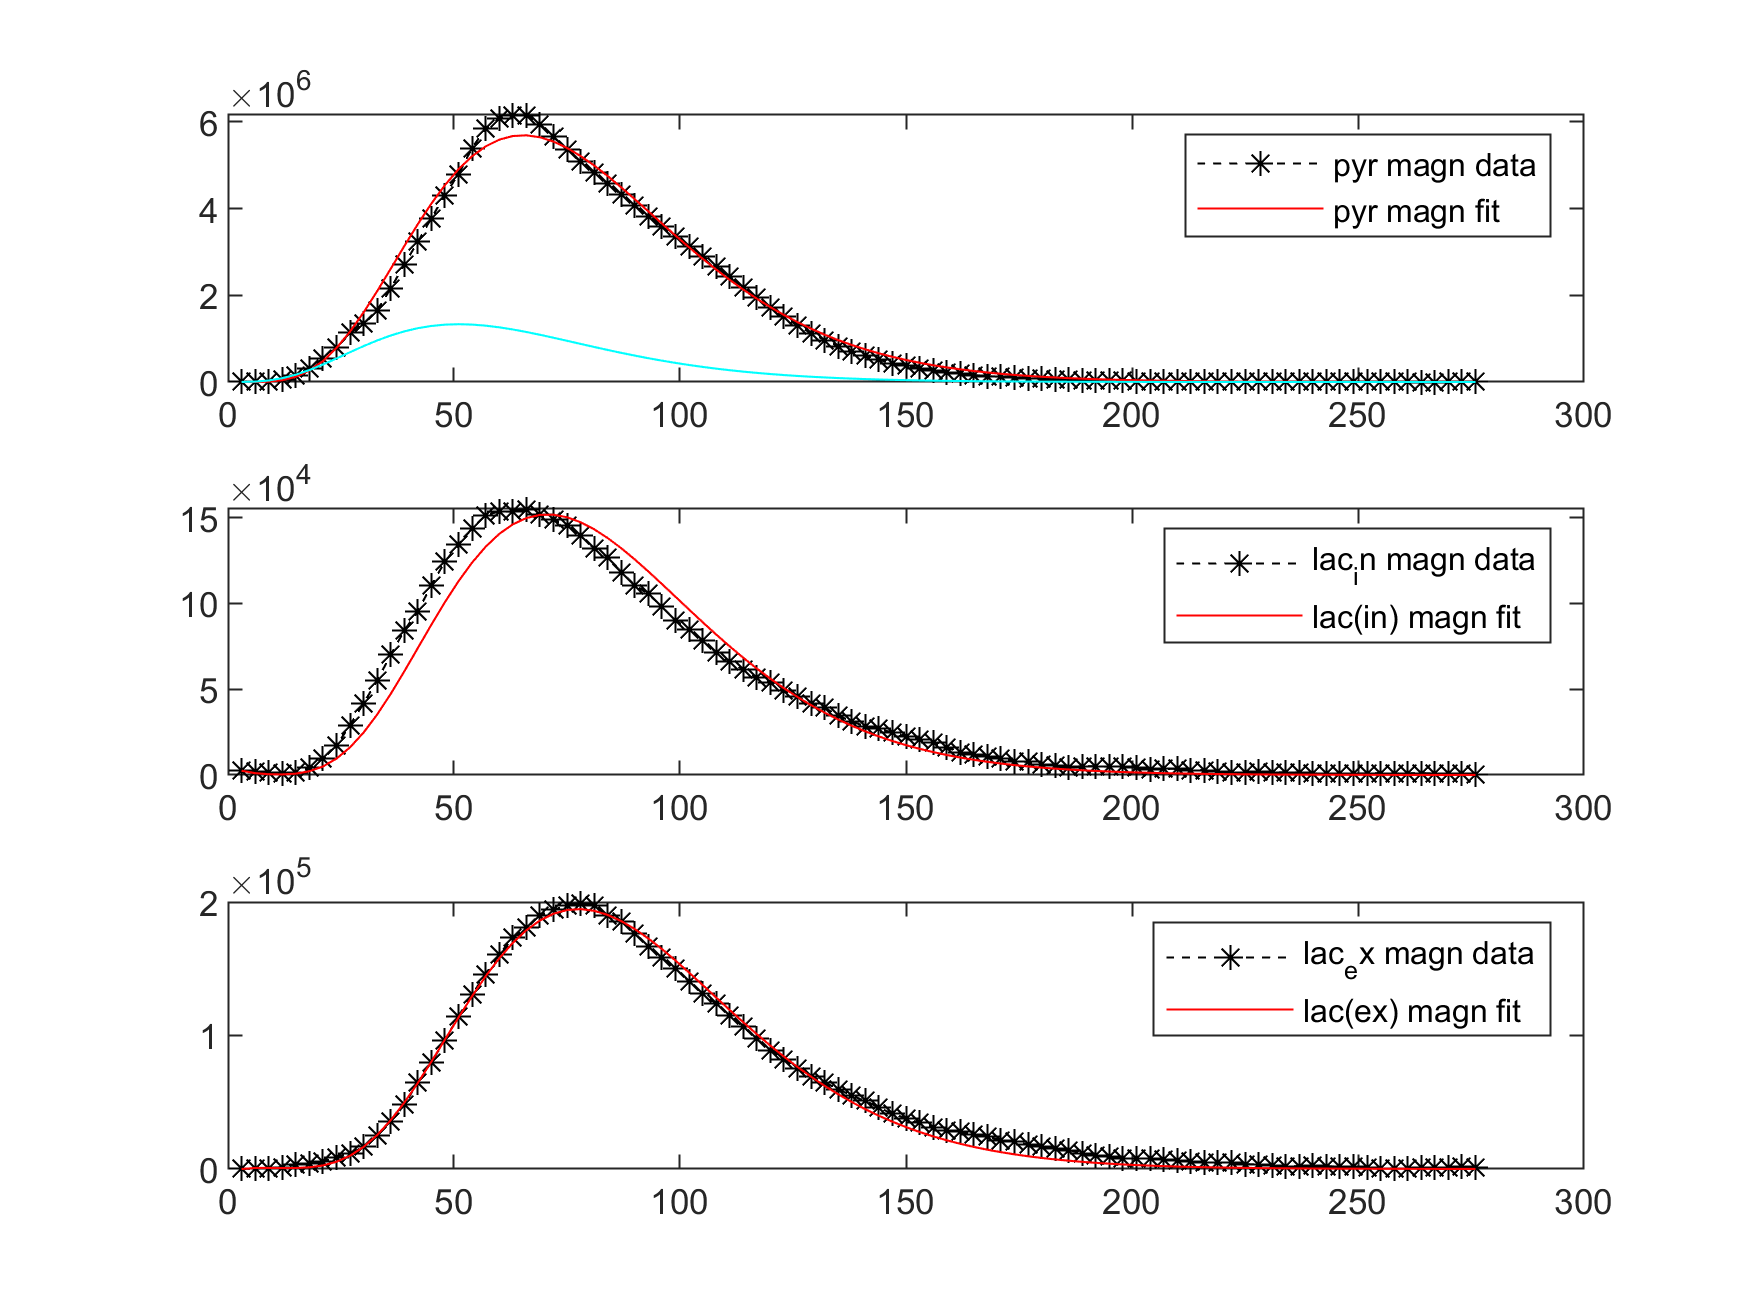 ×10^6
6
4
2
0
0 50 100 150 200 250 300
pyr magn data
pyr magn fit
×10^4
15
10
5
0
0 50 100 150 200 250 300
lac_in magn data
lac(in) magn fit
×10^5
2
1
0
0 50 100 150 200 250 300
lac_ex magn data
lac(ex) magn fit